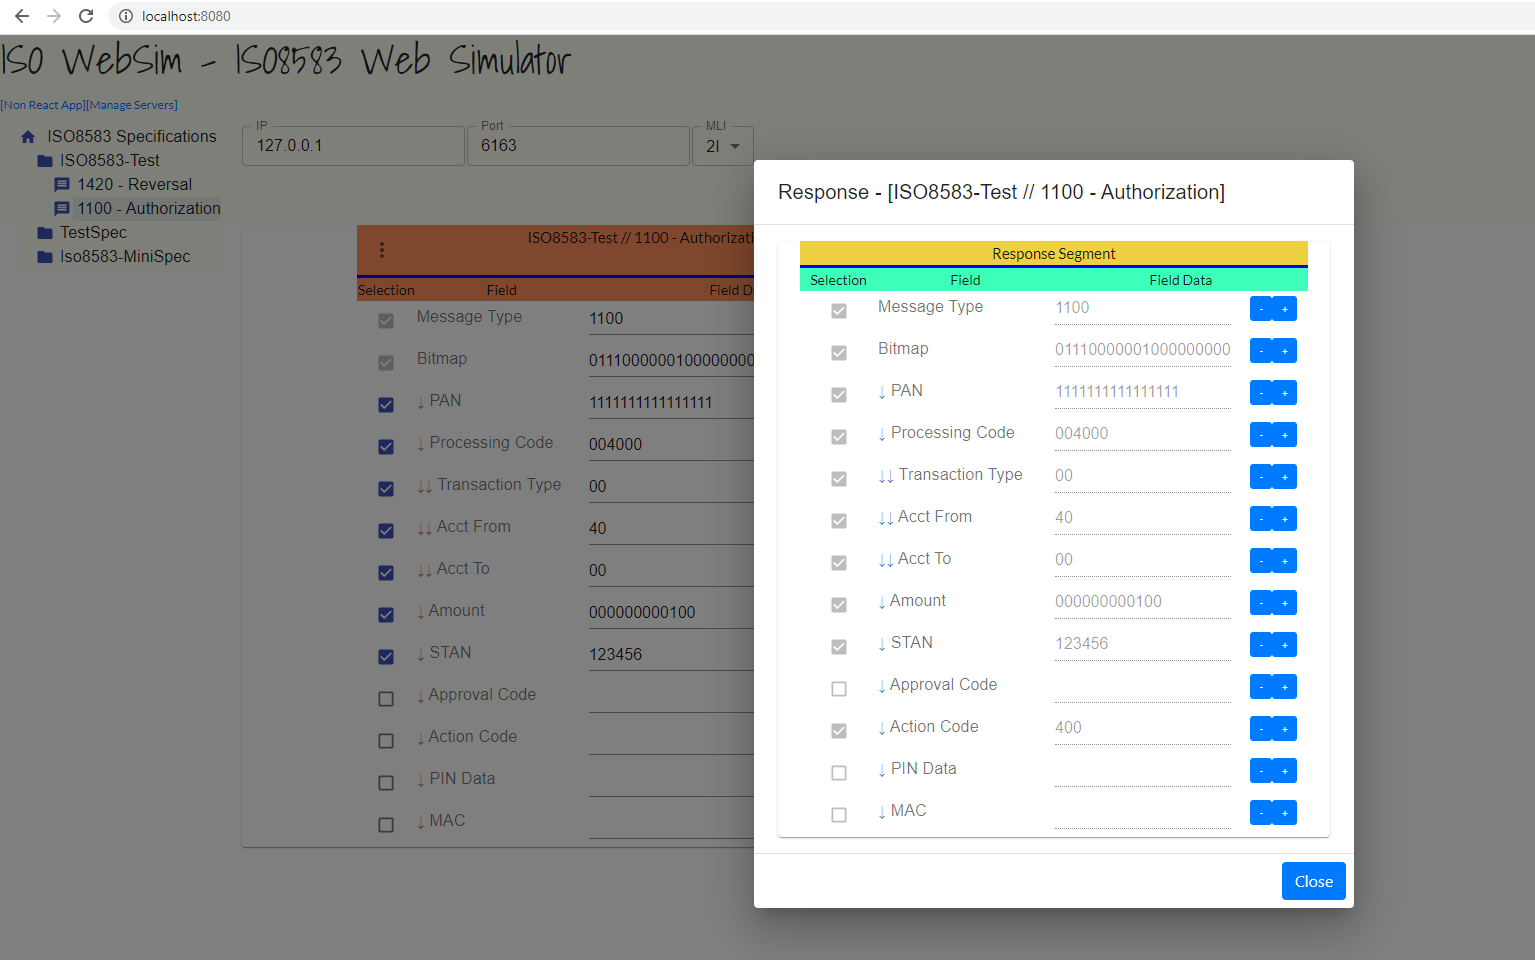 localhost:8080
ISO WebSim - ISO8583 Web Simulator
[Non React App][Manage Servers]
ISO8583 Specifications
ISO8583-Test
1420 - Reversal
1100 - Authorization
TestSpec
Iso8583-MiniSpec
IP
127.0.0.1
Port
6163
MLI
2I
ISO8583-Test // 1100 - Authorizati
Selection Field Field D
Message Type 1100
Bitmap 0111000000100000000
↓ PAN 1111111111111111
↓ Processing Code 004000
↓↓ Transaction Type 00
↓↓ Acct From 40
↓↓ Acct To 00
↓ Amount 000000000100
↓ STAN 123456
↓ Approval Code
↓ Action Code
↓ PIN Data
↓ MAC
Response - [ISO8583-Test // 1100 - Authorization]
Response Segment
Selection Field Field Data
Message Type 1100 - +
Bitmap 01110000001000000000 - +
↓ PAN 1111111111111111 - +
↓ Processing Code 004000 - +
↓↓ Transaction Type 00 - +
↓↓ Acct From 40 - +
↓↓ Acct To 00 - +
↓ Amount 000000000100 - +
↓ STAN 123456 - +
↓ Approval Code - +
↓ Action Code 400 - +
↓ PIN Data - +
↓ MAC - +
Close